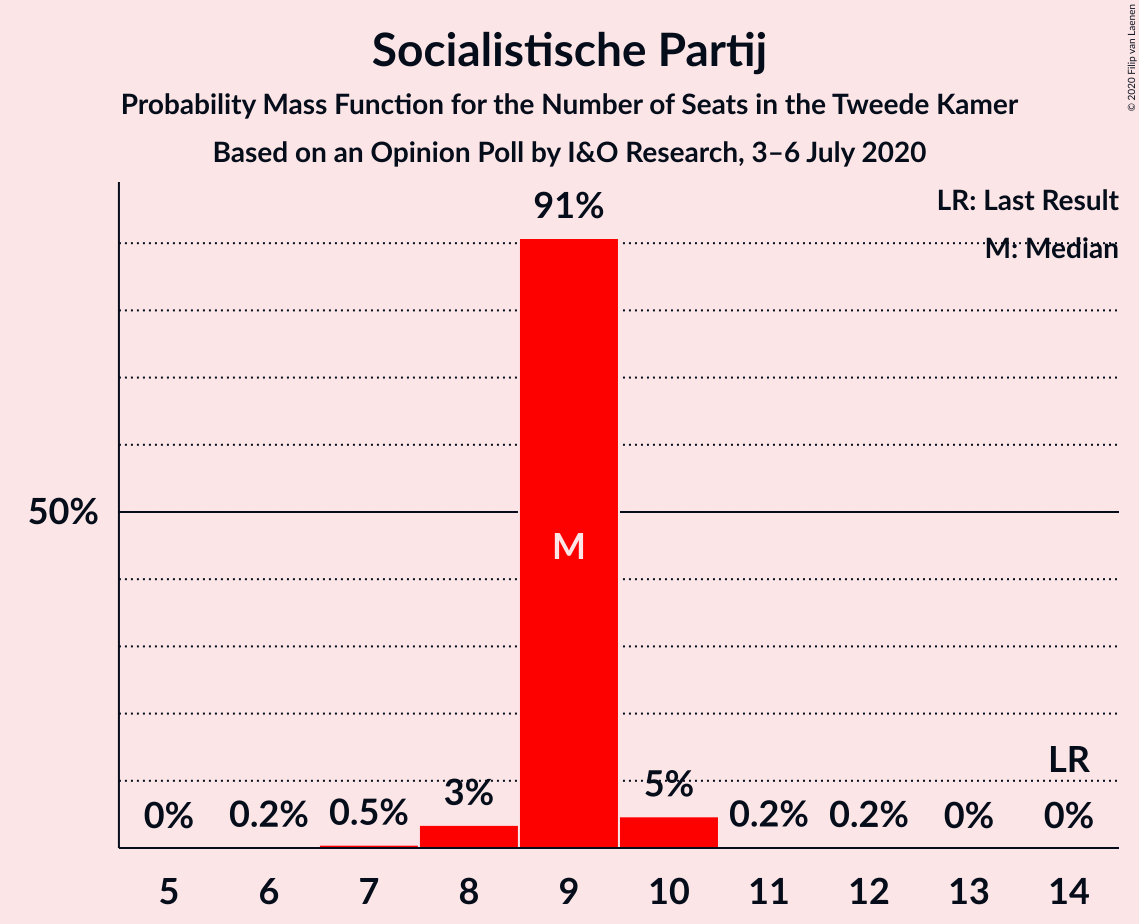 Socialistische Partij
Probability Mass Function for the Number of Seats in the Tweede Kamer
Based on an Opinion Poll by I&O Research, 3–6 July 2020
© 2020 Filip van Laenen
LR: Last Result
M: Median
91%
50%
M
LR
0% 0.2% 0.5% 3% 5% 0.2% 0.2% 0% 0%
5 6 7 8 9 10 11 12 13 14